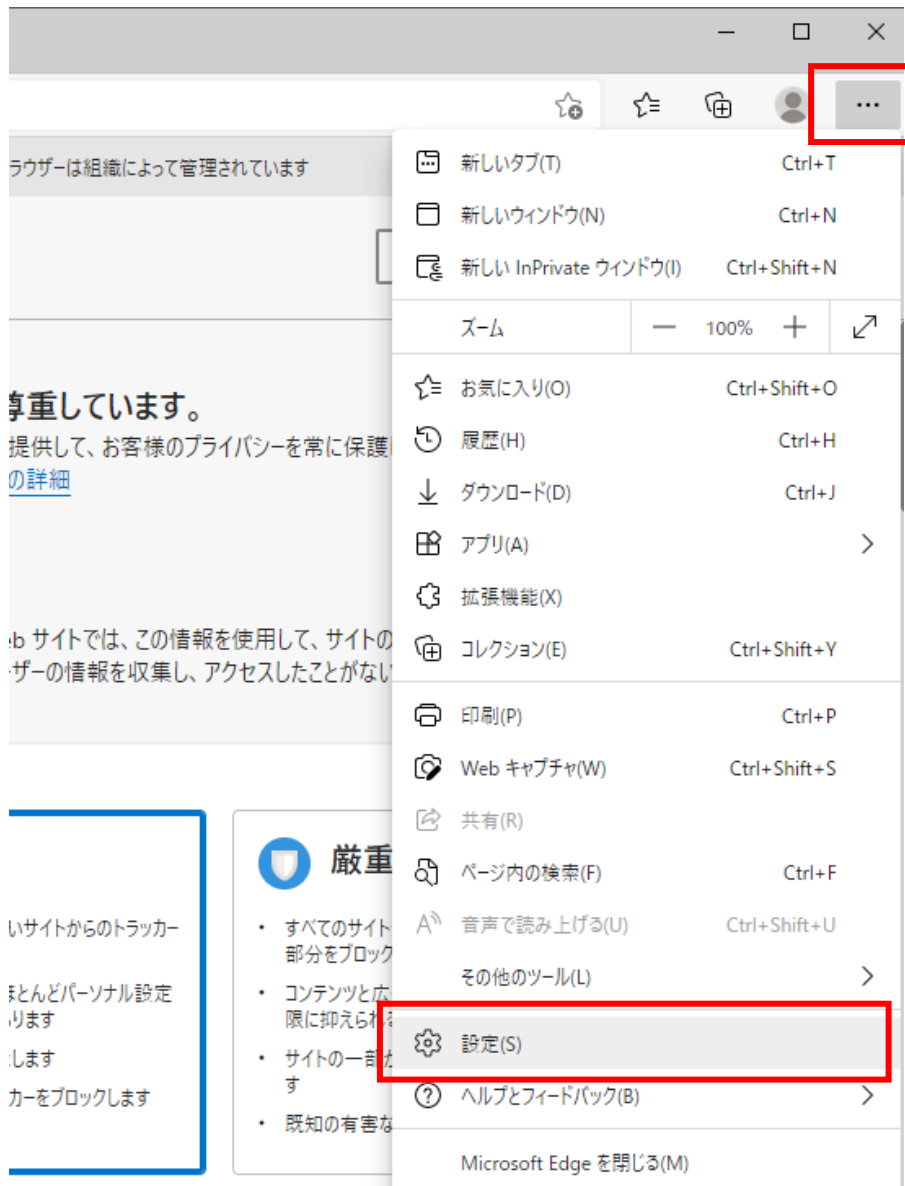 ラウザーは組織によって管理されています
尊重しています。
提供して、お客様のプライバシーを常に保護
の詳細
eb サイトでは、この情報を使用して、サイトの
ーザーの情報を収集し、アクセスしたことがない
いサイトからのトラッカー
ほとんどパーソナル設定
ります
します
カーをブロックします
厳重
• すべてのサイト
部分をブロック
• コンテンツと広
限に抑えられる
• サイトの一部が
す
• 既知の有害な
新しいタブ(T) Ctrl+T
新しいウィンドウ(N) Ctrl+N
新しい InPrivate ウィンドウ(I) Ctrl+Shift+N
ズーム 100%
お気に入り(O) Ctrl+Shift+O
履歴(H) Ctrl+H
ダウンロード(D) Ctrl+J
アプリ(A)
拡張機能(X)
コレクション(E) Ctrl+Shift+Y
印刷(P) Ctrl+P
Web キャプチャ(W) Ctrl+Shift+S
共有(R)
ページ内の検索(F) Ctrl+F
音声で読み上げる(U) Ctrl+Shift+U
その他のツール(L)
設定(S)
ヘルプとフィードバック(B)
Microsoft Edge を閉じる(M)